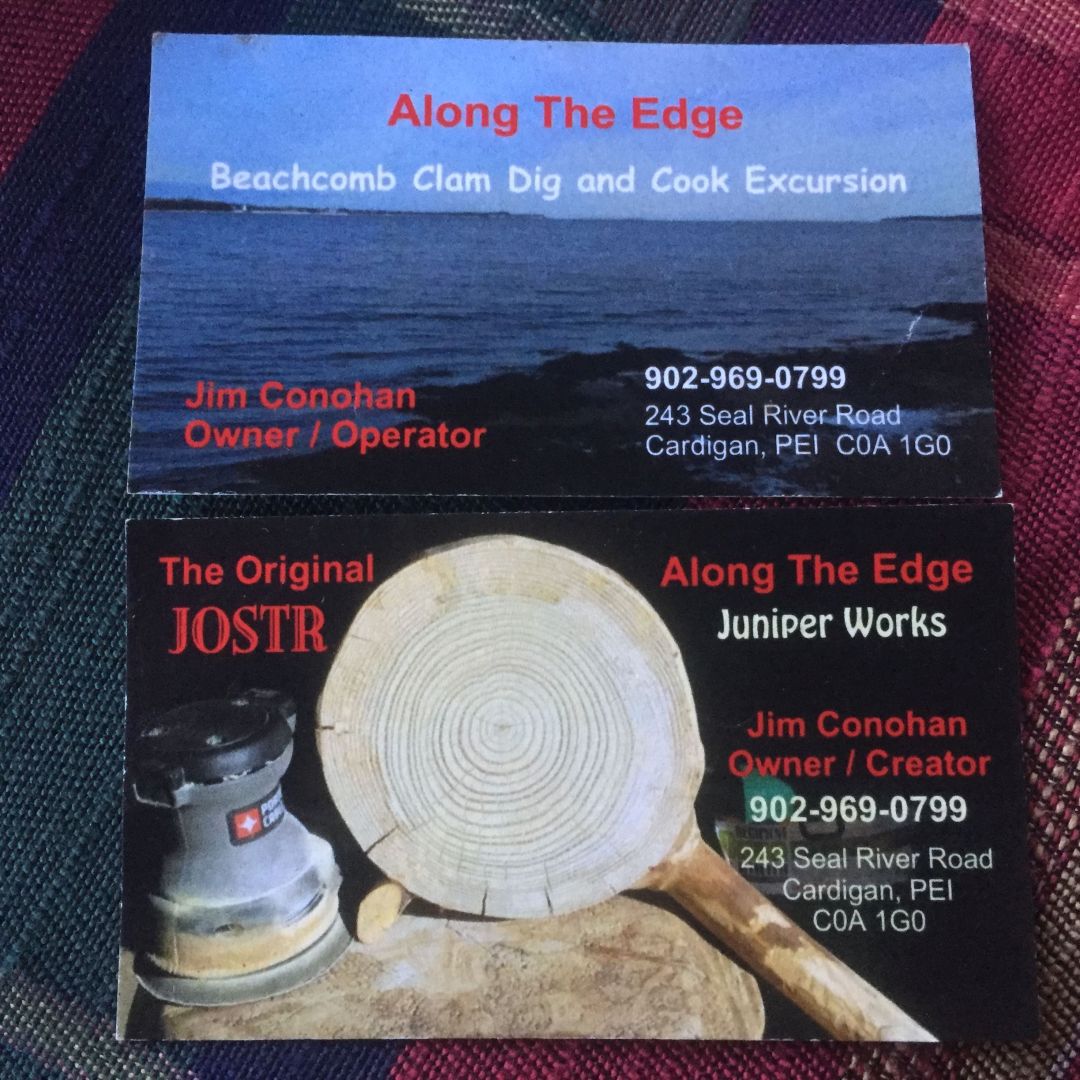 Along The Edge
Beachcomb Clam Dig and Cook Excursion
Jim Conohan
Owner / Operator
902-969-0799
243 Seal River Road
Cardigan, PEI C0A 1G0
The Original
JOSTR
Along The Edge
Juniper Works
Jim Conohan
Owner / Creator
902-969-0799
243 Seal River Road
Cardigan, PEI
C0A 1G0